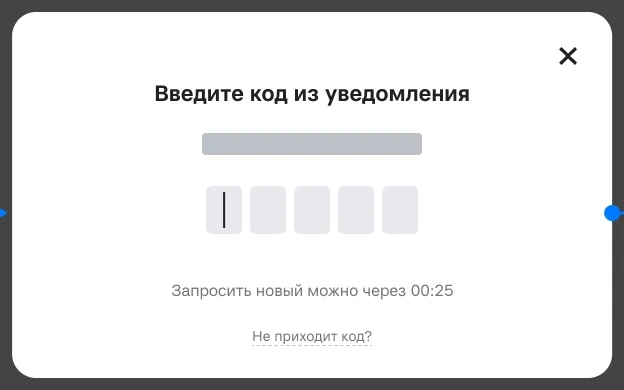 Введите код из уведомления
Запросить новый можно через 00:25
Не приходит код?